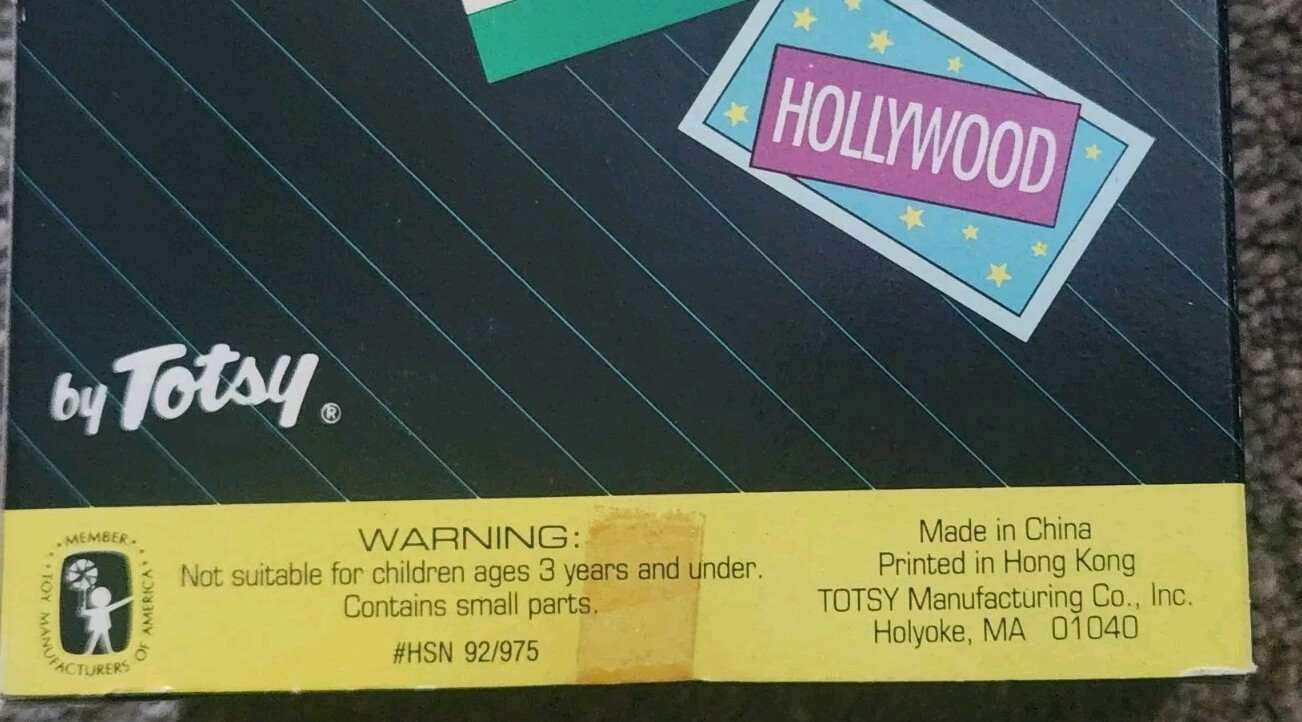 HOLLYWOOD
by Totsy®
MEMBER
TOY MANUFACTURERS OF AMERICA
WARNING:
Not suitable for children ages 3 years and under.
Contains small parts.
#HSN 92/975
Made in China
Printed in Hong Kong
TOTSY Manufacturing Co., Inc.
Holyoke, MA 01040